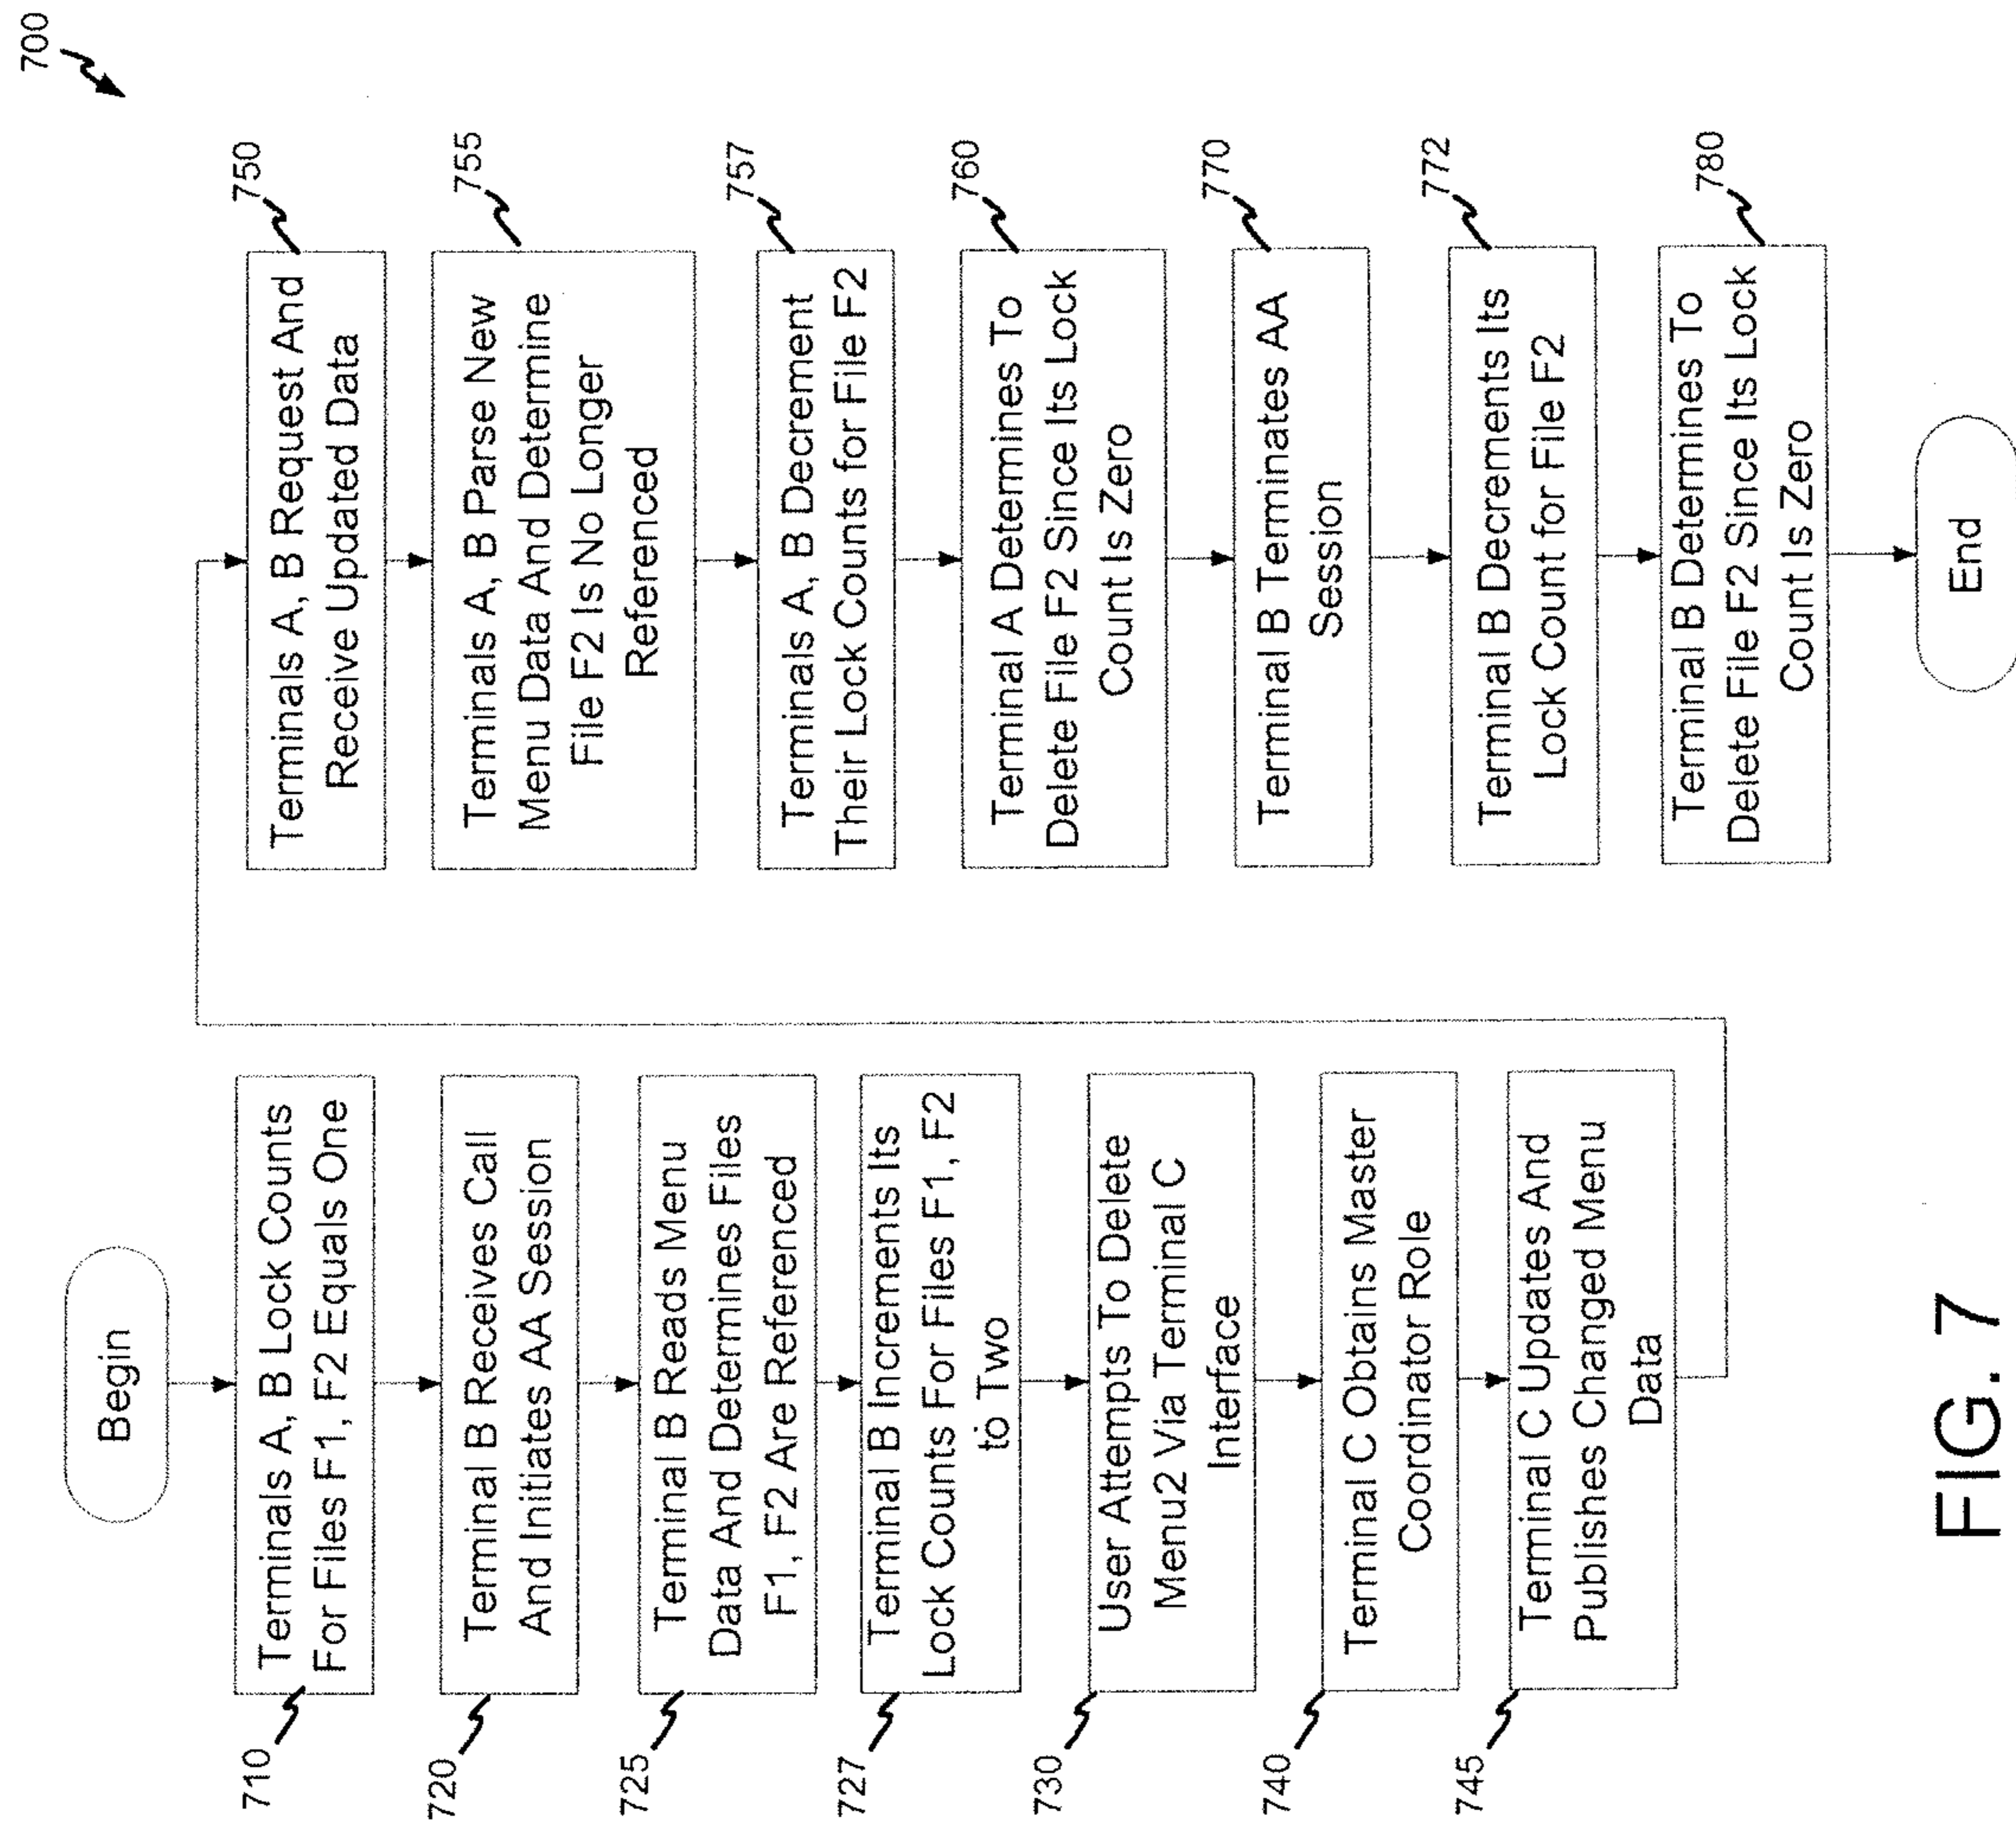 700
Begin
710
Terminals A, B Lock Counts
For Files F1, F2 Equals One
720
Terminal B Receives Call
And Initiates AA Session
725
Terminal B Reads Menu
Data And Determines Files
F1, F2 Are Referenced
727
Terminal B Increments Its
Lock Counts For Files F1, F2
to Two
730
User Attempts To Delete
Menu2 Via Terminal C
Interface
740
Terminal C Obtains Master
Coordinator Role
745
Terminal C Updates And
Publishes Changed Menu
Data
750
Terminals A, B Request And
Receive Updated Data
755
Terminals A, B Parse New
Menu Data And Determine
File F2 Is No Longer
Referenced
757
Terminals A, B Decrement
Their Lock Counts for File F2
760
Terminal A Determines To
Delete File F2 Since Its Lock
Count Is Zero
770
Terminal B Terminates AA
Session
772
Terminal B Decrements Its
Lock Count for File F2
780
Terminal B Determines To
Delete File F2 Since Its Lock
Count Is Zero
End
FIG. 7